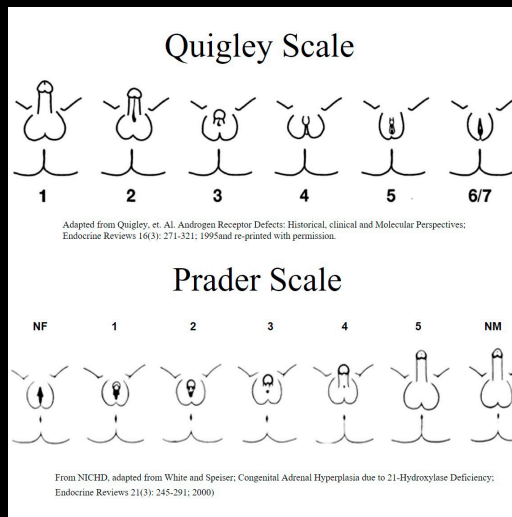 Quigley Scale
1 2 3 4 5 6/7
Adapted from Quigley, et. Al. Androgen Receptor Defects: Historical, clinical and Molecular Perspectives;
Endocrine Reviews 16(3): 271-321; 1995and re-printed with permission.
Prader Scale
NF 1 2 3 4 5 NM
From NICHD, adapted from White and Speiser; Congenital Adrenal Hyperplasia due to 21-Hydroxylase Deficiency;
Endocrine Reviews 21(3): 245-291; 2000)